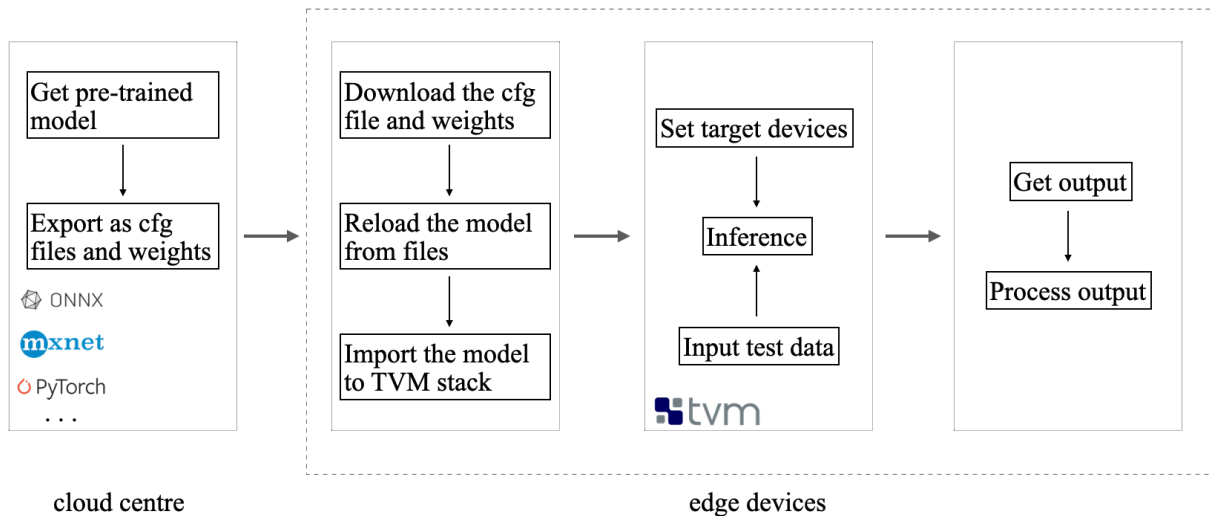 Get pre-trained
model
Export as cfg
files and weights
ONNX
mxnet
PyTorch
. . .
Download the cfg
file and weights
Reload the model
from files
Import the model
to TVM stack
Set target devices
Inference
Input test data
tvm
Get output
Process output
cloud centre
edge devices